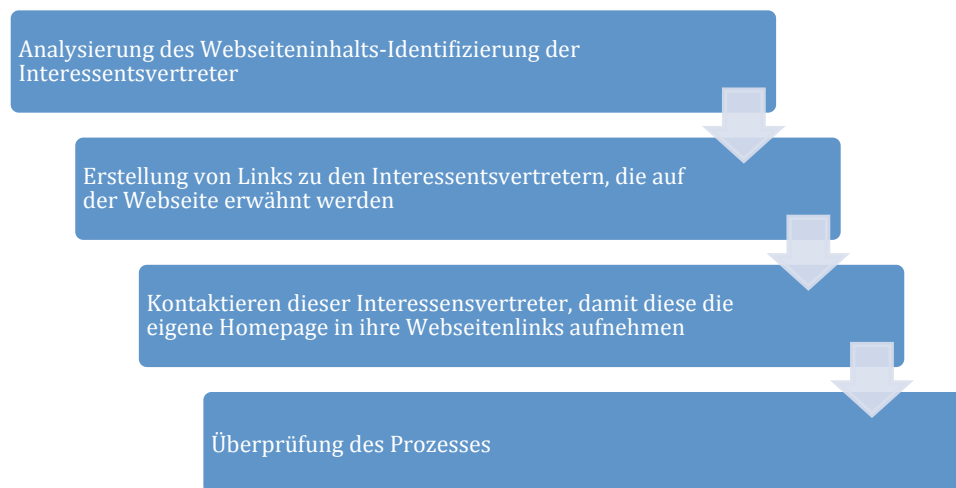 Analysierung des Webseiteninhalts-Identifizierung der
Interessentsvertreter
Erstellung von Links zu den Interessentsvertretern, die auf
der Webseite erwähnt werden
Kontaktieren dieser Interessensvertreter, damit diese die
eigene Homepage in ihre Webseitenlinks aufnehmen
Überprüfung des Prozesses